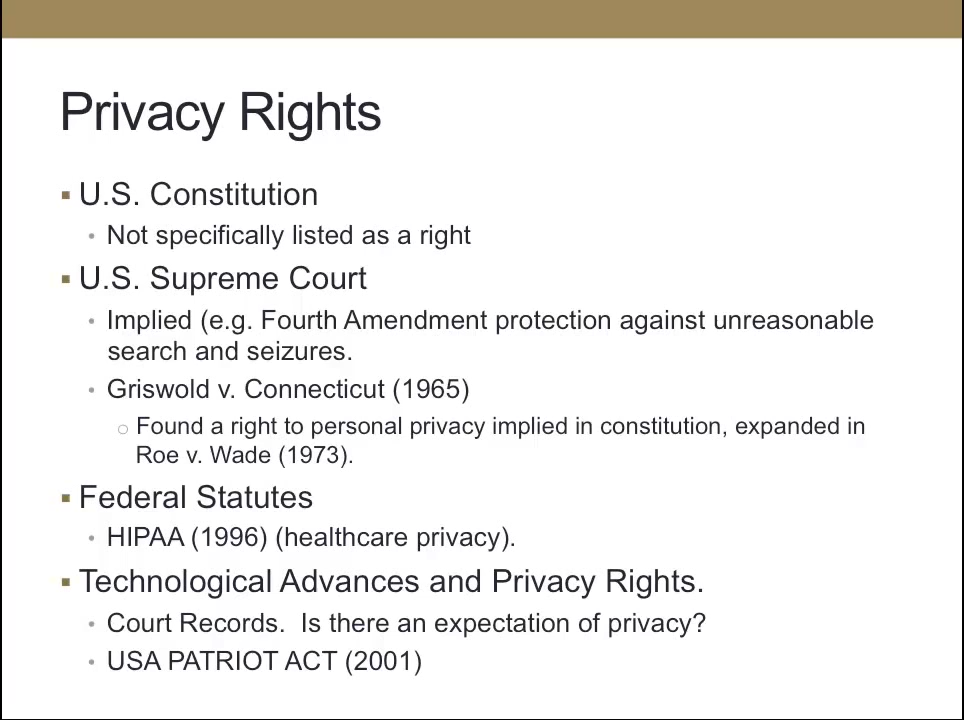 Privacy Rights
▪ U.S. Constitution
• Not specifically listed as a right
▪ U.S. Supreme Court
• Implied (e.g. Fourth Amendment protection against unreasonable
search and seizures.
• Griswold v. Connecticut (1965)
o Found a right to personal privacy implied in constitution, expanded in
Roe v. Wade (1973).
▪ Federal Statutes
• HIPAA (1996) (healthcare privacy).
▪ Technological Advances and Privacy Rights.
• Court Records.  Is there an expectation of privacy?
• USA PATRIOT ACT (2001)